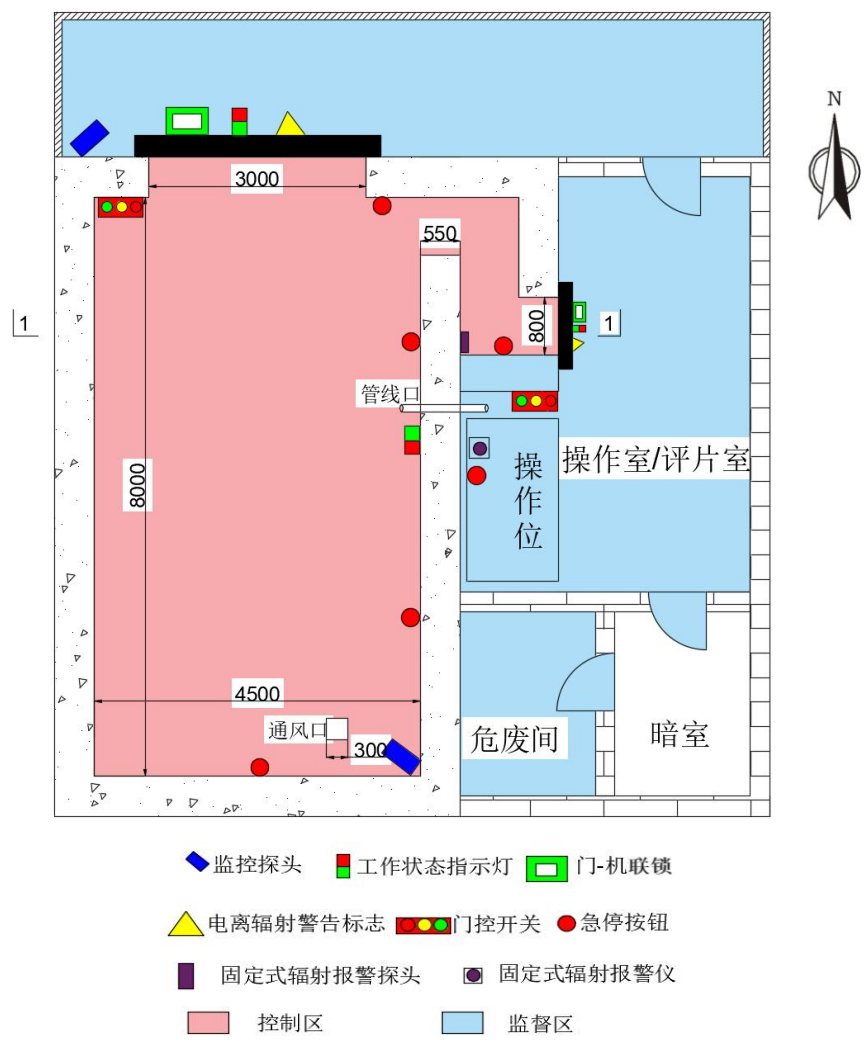 N
3000
550
1
800
1
管线口
8000
操作位
操作室/评片室
4500
通风口
300
危废间
暗室
监控探头
工作状态指示灯
门-机联锁
电离辐射警告标志
门控开关
急停按钮
固定式辐射报警探头
固定式辐射报警仪
控制区
监督区